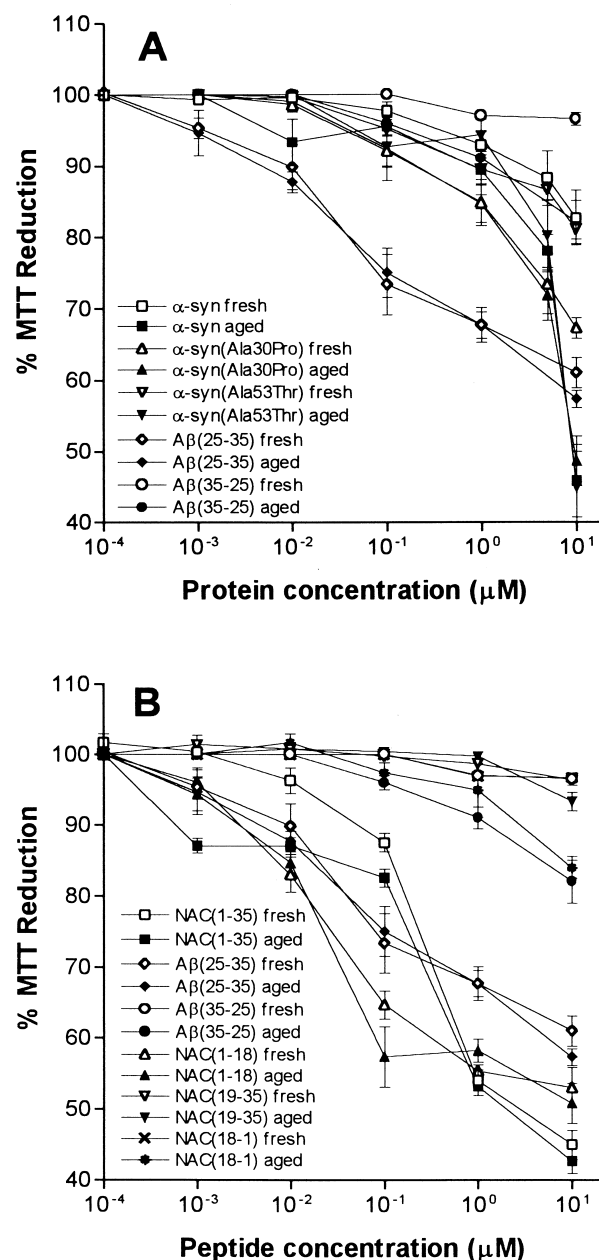 110
A
100
90
80
70
60
50
40
% MTT Reduction
α-syn fresh
α-syn aged
α-syn(Ala30Pro) fresh
α-syn(Ala30Pro) aged
α-syn(Ala53Thr) fresh
α-syn(Ala53Thr) aged
Aβ(25-35) fresh
Aβ(25-35) aged
Aβ(35-25) fresh
Aβ(35-25) aged
10⁻⁴ 10⁻³ 10⁻² 10⁻¹ 10⁰ 10¹
Protein concentration (μM)
110
B
100
90
80
70
60
50
40
% MTT Reduction
NAC(1-35) fresh
NAC(1-35) aged
Aβ(25-35) fresh
Aβ(25-35) aged
Aβ(35-25) fresh
Aβ(35-25) aged
NAC(1-18) fresh
NAC(1-18) aged
NAC(19-35) fresh
NAC(19-35) aged
NAC(18-1) fresh
NAC(18-1) aged
10⁻⁴ 10⁻³ 10⁻² 10⁻¹ 10⁰ 10¹
Peptide concentration (μM)